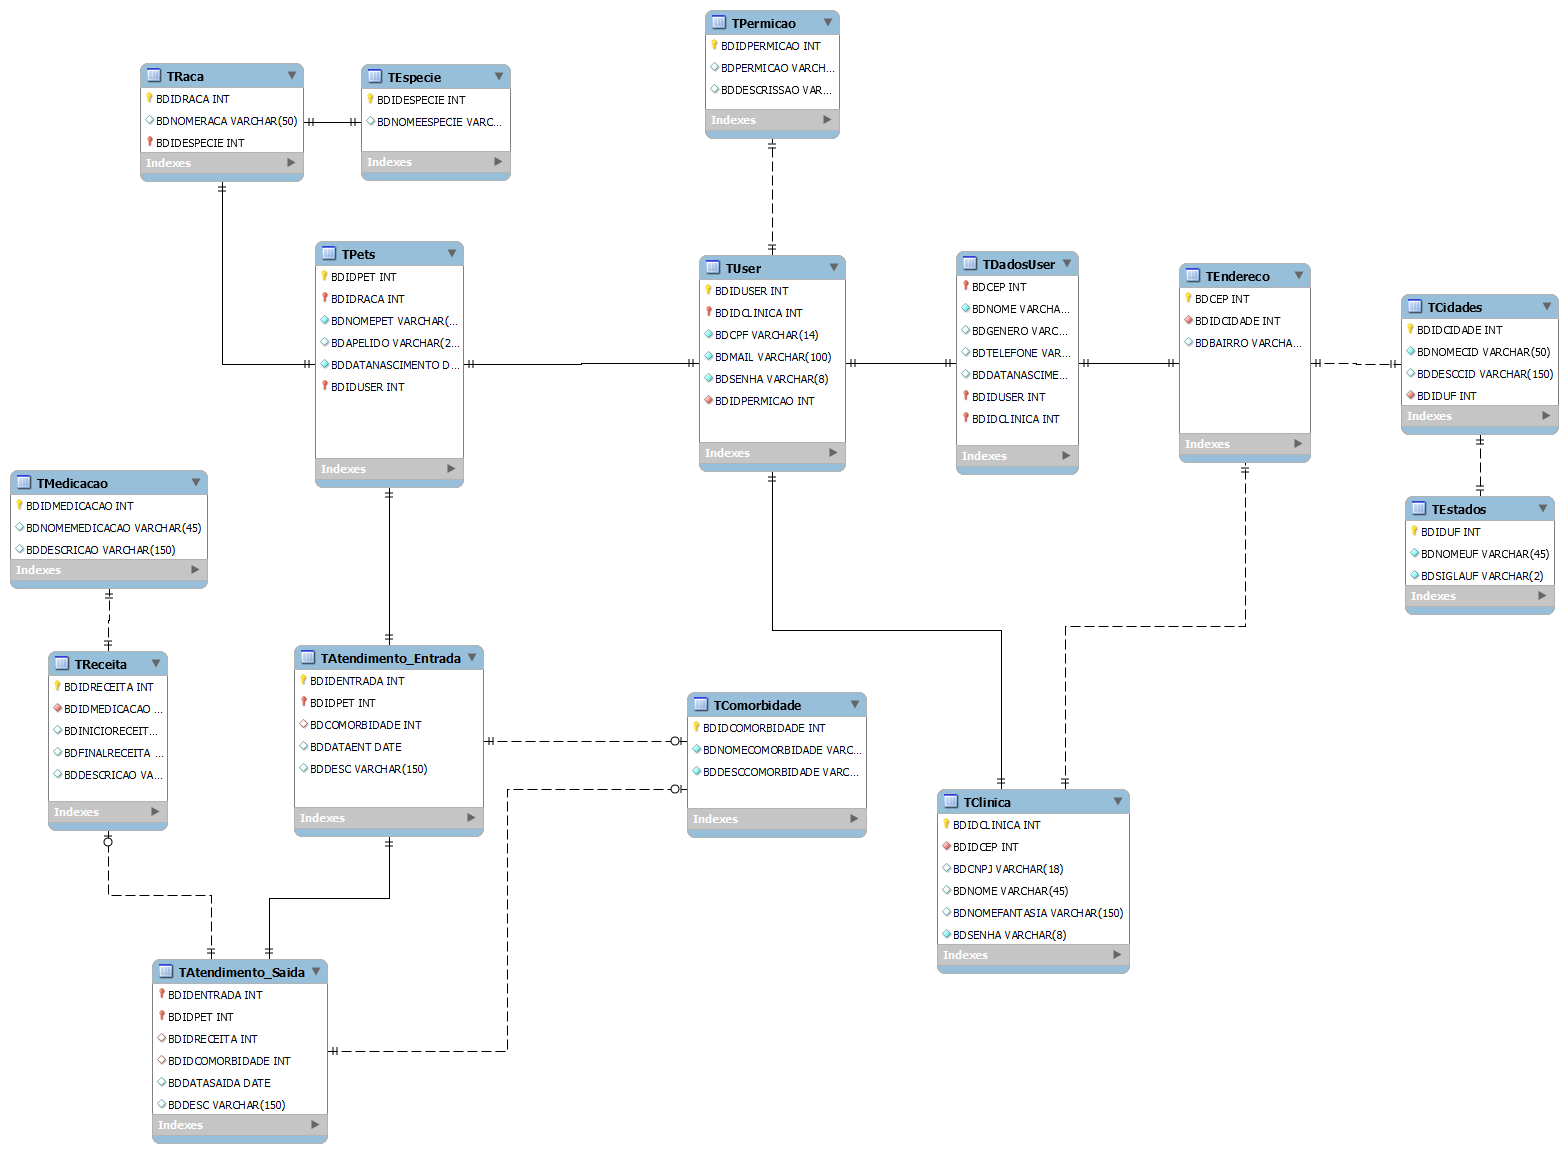 TPermicao
BDIDPERMICAO INT
BDPERMICAO VARCH...
BDDESCRISSAO VAR...
Indexes
TRaca
BDIDRACA INT
BDNOMERACA VARCHAR(50)
BDIDESPECIE INT
Indexes
TEspecie
BDIDESPECIE INT
BDNOMEESPECIE VARC...
Indexes
TPets
BDIDPET INT
BDIDRACA INT
BDNOMEPET VARCHAR(...
BDAPELIDO VARCHAR(2...
BDDATANASCIMENTO D...
BDIDUSER INT
Indexes
TUser
BDIDUSER INT
BDIDCLINICA INT
BDCPF VARCHAR(14)
BDMAIL VARCHAR(100)
BDSENHA VARCHAR(8)
BDIDPERMICAO INT
Indexes
TDadosUser
BDCEP INT
BDNOME VARCHA...
BDGENERO VARC...
BDTELEFONE VAR...
BDDATANASCIME...
BDIDUSER INT
BDIDCLINICA INT
Indexes
TEndereco
BDCEP INT
BDIDCIDADE INT
BDBAIRRO VARCHA...
Indexes
TCidades
BDIDCIDADE INT
BDNOMECID VARCHAR(50)
BDDESCCID VARCHAR(150)
BDIDUF INT
Indexes
TEstados
BDIDUF INT
BDNOMEUF VARCHAR(45)
BDSIGLAUF VARCHAR(2)
Indexes
TMedicacao
BDIDMEDICACAO INT
BDNOMEMEDICACAO VARCHAR(45)
BDDESCRICAO VARCHAR(150)
Indexes
TReceita
BDIDRECEITA INT
BDIDMEDICACAO ...
BDINICIORECEIT...
BDFINALRECEITA ...
BDDESCRICAO VA...
Indexes
TAtendimento_Entrada
BDIDENTRADA INT
BDIDPET INT
BDCOMORBIDADE INT
BDDATAENT DATE
BDDESC VARCHAR(150)
Indexes
TComorbidade
BDIDCOMORBIDADE INT
BDNOMECOMORBIDADE VARC...
BDDESCCOMORBIDADE VARC...
Indexes
TClinica
BDIDCLINICA INT
BDIDCEP INT
BDCNPJ VARCHAR(18)
BDNOME VARCHAR(45)
BDNOMEFANTASIA VARCHAR(150)
BDSENHA VARCHAR(8)
Indexes
TAtendimento_Saida
BDIDENTRADA INT
BDIDPET INT
BDIDRECEITA INT
BDIDCOMORBIDADE INT
BDDATASAIDA DATE
BDDESC VARCHAR(150)
Indexes